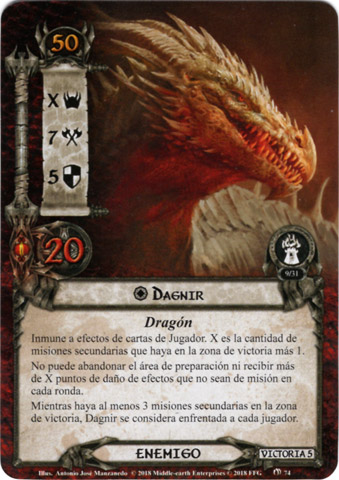 50
X
7
5
20
9/31
Dagnir
Dragón
Inmune a efectos de cartas de Jugador. X es la cantidad de
misiones secundarias que haya en la zona de victoria más 1.
No puede abandonar el área de preparación ni recibir más
de X puntos de daño de efectos que no sean de misión en
cada ronda.
Mientras haya al menos 3 misiones secundarias en la zona de
victoria, Dagnir se considera enfrentada a cada jugador.
ENEMIGO
VICTORIA 5
Illus. Antonio José Manzanedo © 2018 Middle-earth Enterprises © 2018 FFG 74